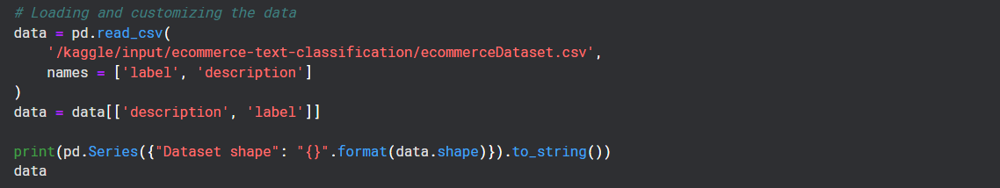 # Loading and customizing the data
data = pd.read_csv(
    '/kaggle/input/ecommerce-text-classification/ecommerceDataset.csv',
    names = ['label', 'description']
)
data = data[['description', 'label']]

print(pd.Series({"Dataset shape": "{}".format(data.shape)}).to_string())
data